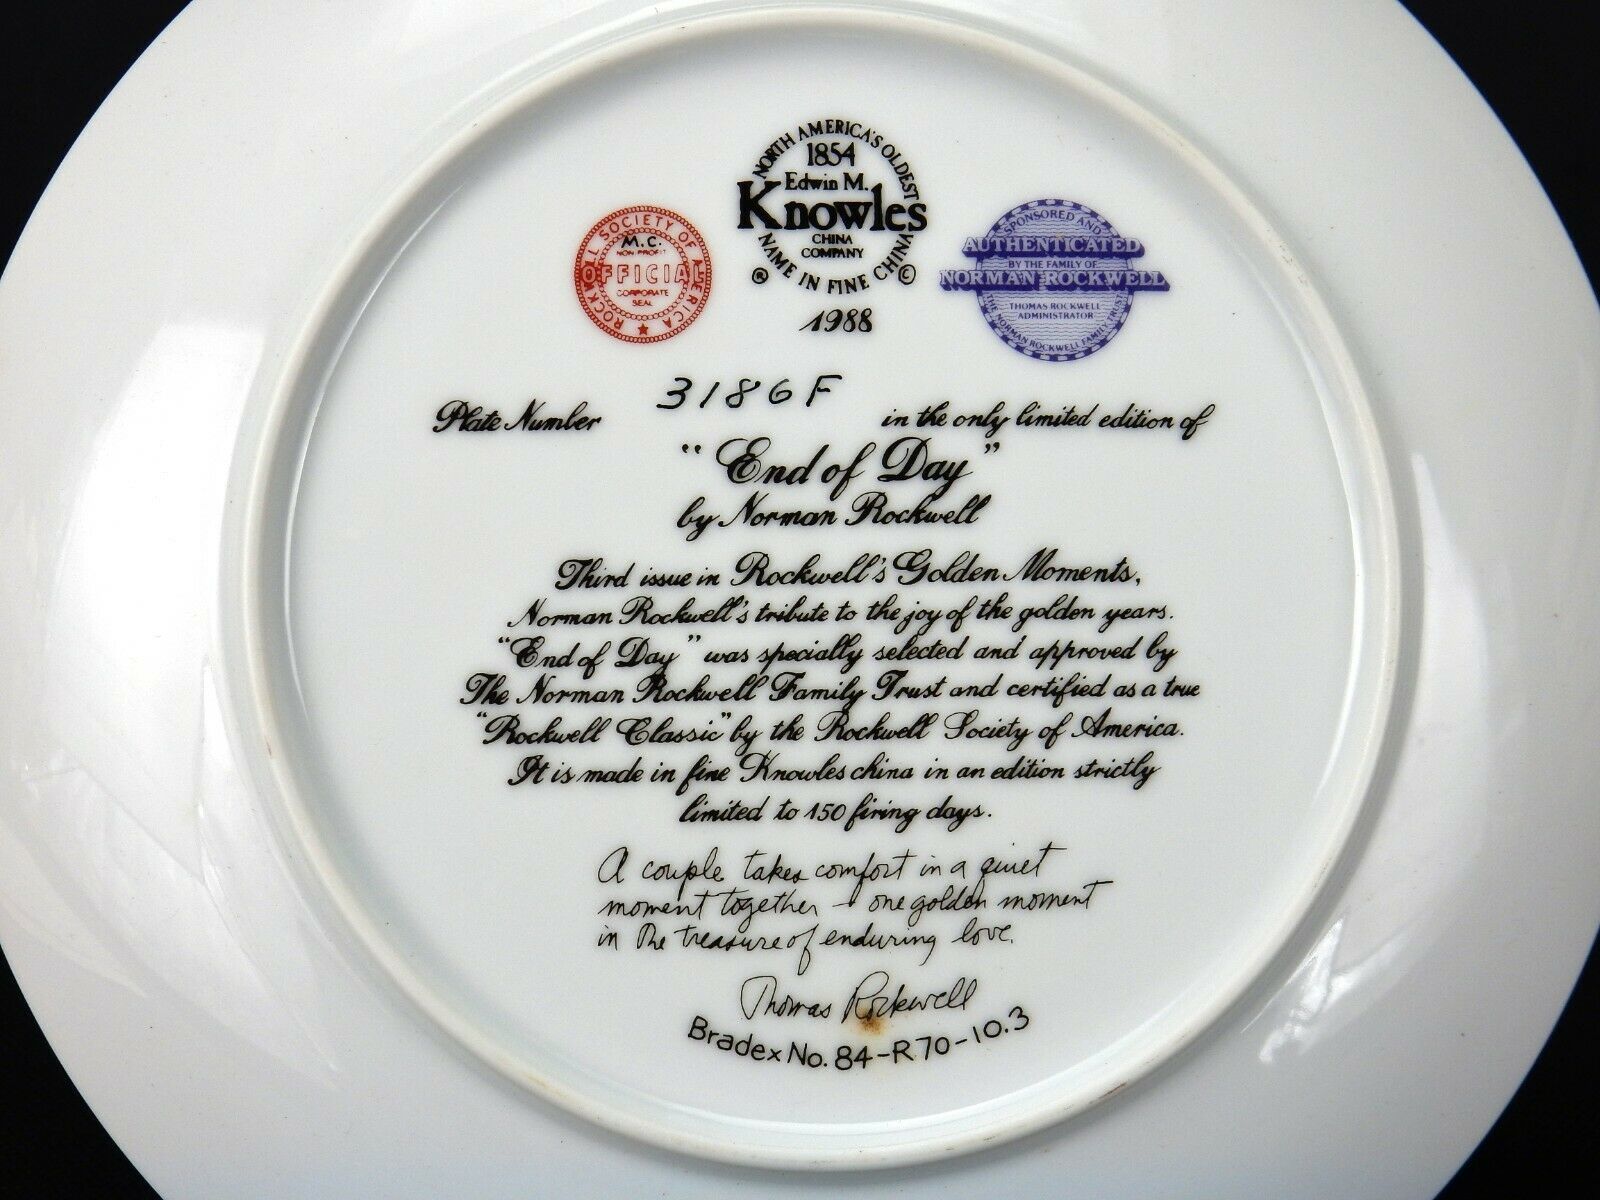 NORTH AMERICA'S OLDEST
1854
Edwin M.
Knowles
CHINA
COMPANY
NAME IN FINE CHINA
® ©
1988
ROCKWELL SOCIETY OF AMERICA
M.C.
NON PROFIT
OFFICIAL
CORPORATE
SEAL
SPONSORED AND
AUTHENTICATED
BY THE FAMILY OF
NORMAN ROCKWELL
THOMAS ROCKWELL
ADMINISTRATOR
THE NORMAN ROCKWELL FAMILY TRUST
Plate Number 3186F in the only limited edition of
"End of Day"
by Norman Rockwell
Third issue in Rockwell's Golden Moments,
Norman Rockwell's tribute to the joy of the golden years.
"End of Day" was specially selected and approved by
The Norman Rockwell Family Trust and certified as a true
"Rockwell Classic" by the Rockwell Society of America.
It is made in fine Knowles china in an edition strictly
limited to 150 firing days.
A couple takes comfort in a quiet
moment together – one golden moment
in the treasure of enduring love.
Thomas Rockwell
Bradex No. 84-R70-10.3